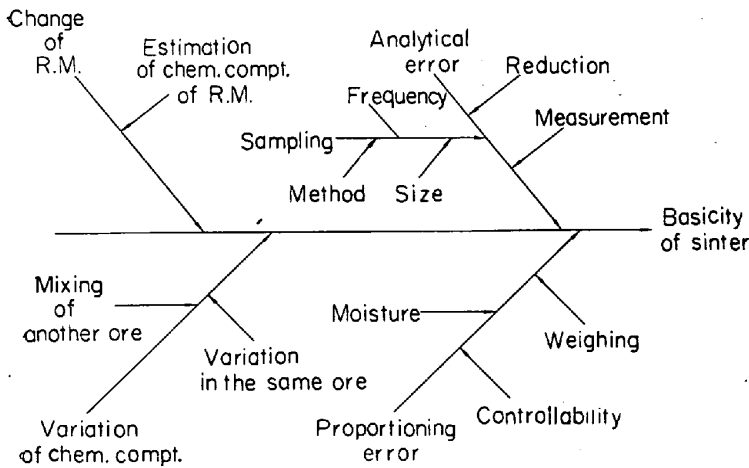 Change
of
R.M.
Estimation
of chem. compt.
of R.M.
Analytical
error
Reduction
Frequency
Measurement
Sampling
Method
Size
Basicity
of sinter
Mixing
of
another ore
Variation
in the same ore
Moisture
Weighing
Controllability
Variation
of chem. compt.
Proportioning
error